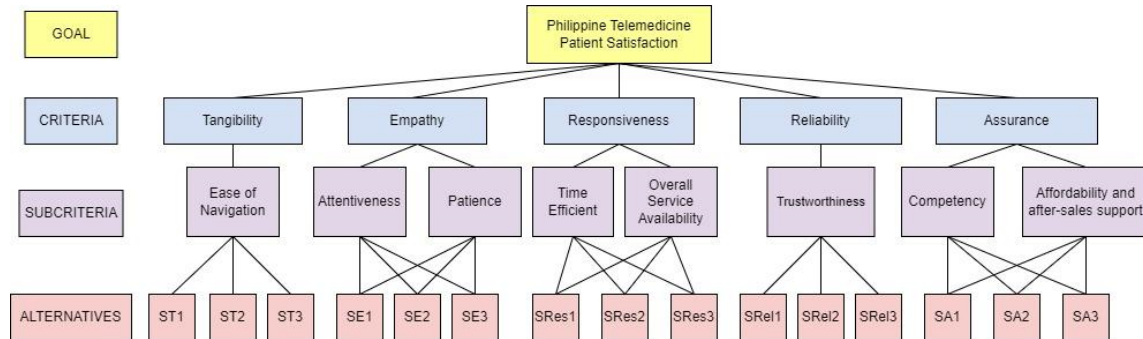 GOAL
Philippine Telemedicine
Patient Satisfaction
CRITERIA
Tangibility
Empathy
Responsiveness
Reliability
Assurance
SUBCRITERIA
Ease of
Navigation
Attentiveness
Patience
Time
Efficient
Overall
Service
Availability
Trustworthiness
Competency
Affordability and
after-sales support
ALTERNATIVES
ST1
ST2
ST3
SE1
SE2
SE3
SRes1
SRes2
SRes3
SRel1
SRel2
SRel3
SA1
SA2
SA3